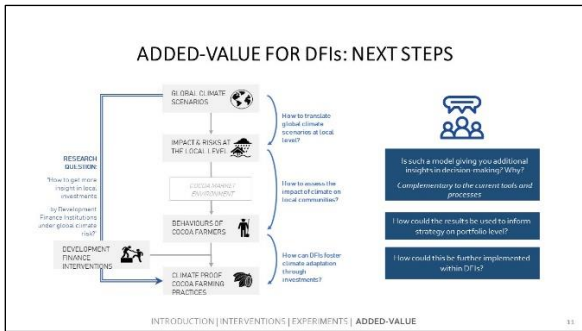 ADDED-VALUE FOR DFIs: NEXT STEPS
GLOBAL CLIMATE
SCENARIOS
How to translate
global climate
scenarios at local
level?
IMPACT & RISKS AT
THE LOCAL LEVEL
RESEARCH
QUESTION:
"How to get more
insight in local
investments
by Development
Finance Institutions
under global climate
risk?"
COCOA MARKET
ENVIRONMENT
How to assess the
impact of climate on
local communities?
BEHAVIOURS OF
COCOA FARMERS
DEVELOPMENT
FINANCE
INTERVENTIONS
How can DFIs foster
climate adaptation
through
investments?
CLIMATE PROOF
COCOA FARMING
PRACTICES
Is such a model giving you additional
insights in decision-making? Why?
Complementary to the current tools and
processes
How could the results be used to inform
strategy on portfolio level?
How could this be further implemented
within DFIs?
INTRODUCTION | INTERVENTIONS | EXPERIMENTS | ADDED-VALUE